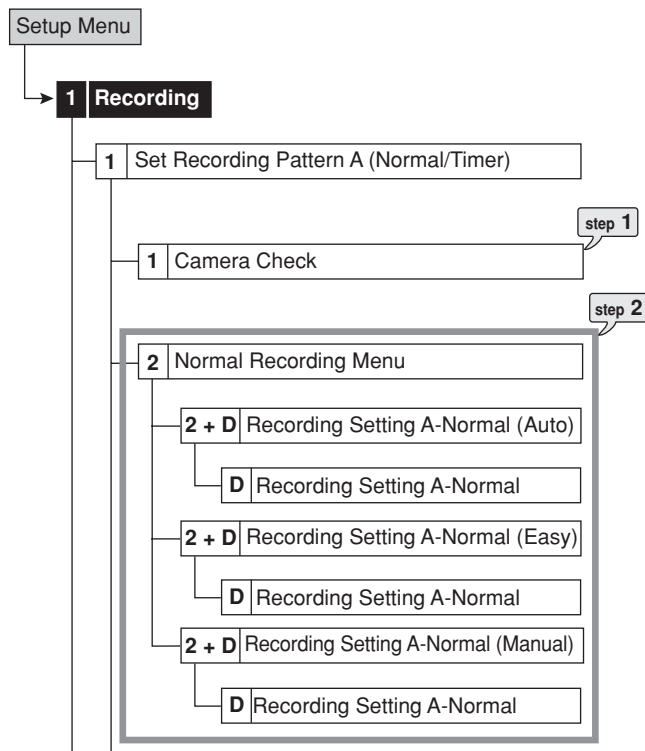 Setup Menu
1 Recording
1 Set Recording Pattern A (Normal/Timer)
step 1
1 Camera Check
step 2
2 Normal Recording Menu
2 + D Recording Setting A-Normal (Auto)
D Recording Setting A-Normal
2 + D Recording Setting A-Normal (Easy)
D Recording Setting A-Normal
2 + D Recording Setting A-Normal (Manual)
D Recording Setting A-Normal